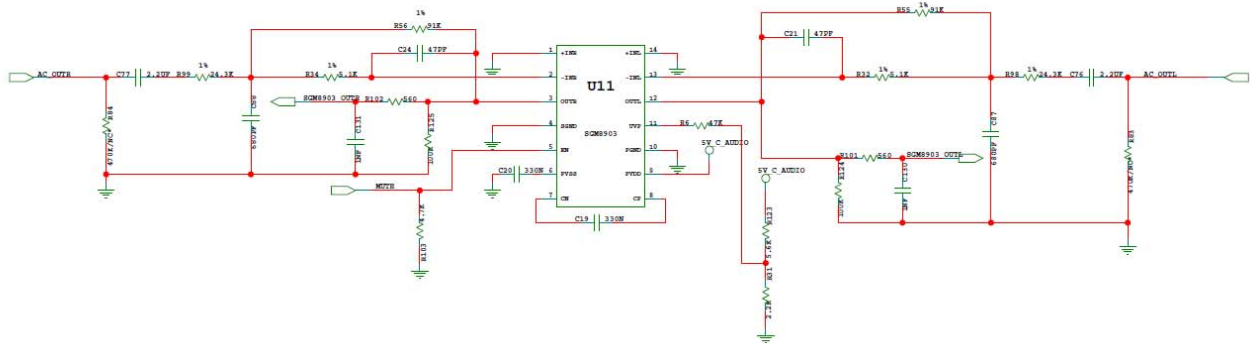 1%
R56 91K
C24 47PF
AC_OUTR
C77 2.2UF
1%
R99 24.3K
1%
R34 5.1K
SGM8903_OUTR
R102 560
R84
470K/NC*
680PF
C131
1NF
R125
100K
MUTE
4.7K
R103
C20 330N
C19 330N
U11
SGM8903
1 +INR
2 -INR
3 OUTR
4 SGND
5 EN
6 PVSS
7 CN
14 +INL
13 -INL
12 OUTL
11 UVP
10 PGND
9 PVDD
8 CP
R6 47K
5V_C_AUDIO
5V_C_AUDIO
R123
5.6K
R31
2.2K
1%
R55 91K
C21 47PF
1%
R32 5.1K
1%
R98 24.3K
C76 2.2UF
AC_OUTL
C87
680PF
R101 560
SGM8903_OUTL
R124
100K
C130
1NF
470K/NC*